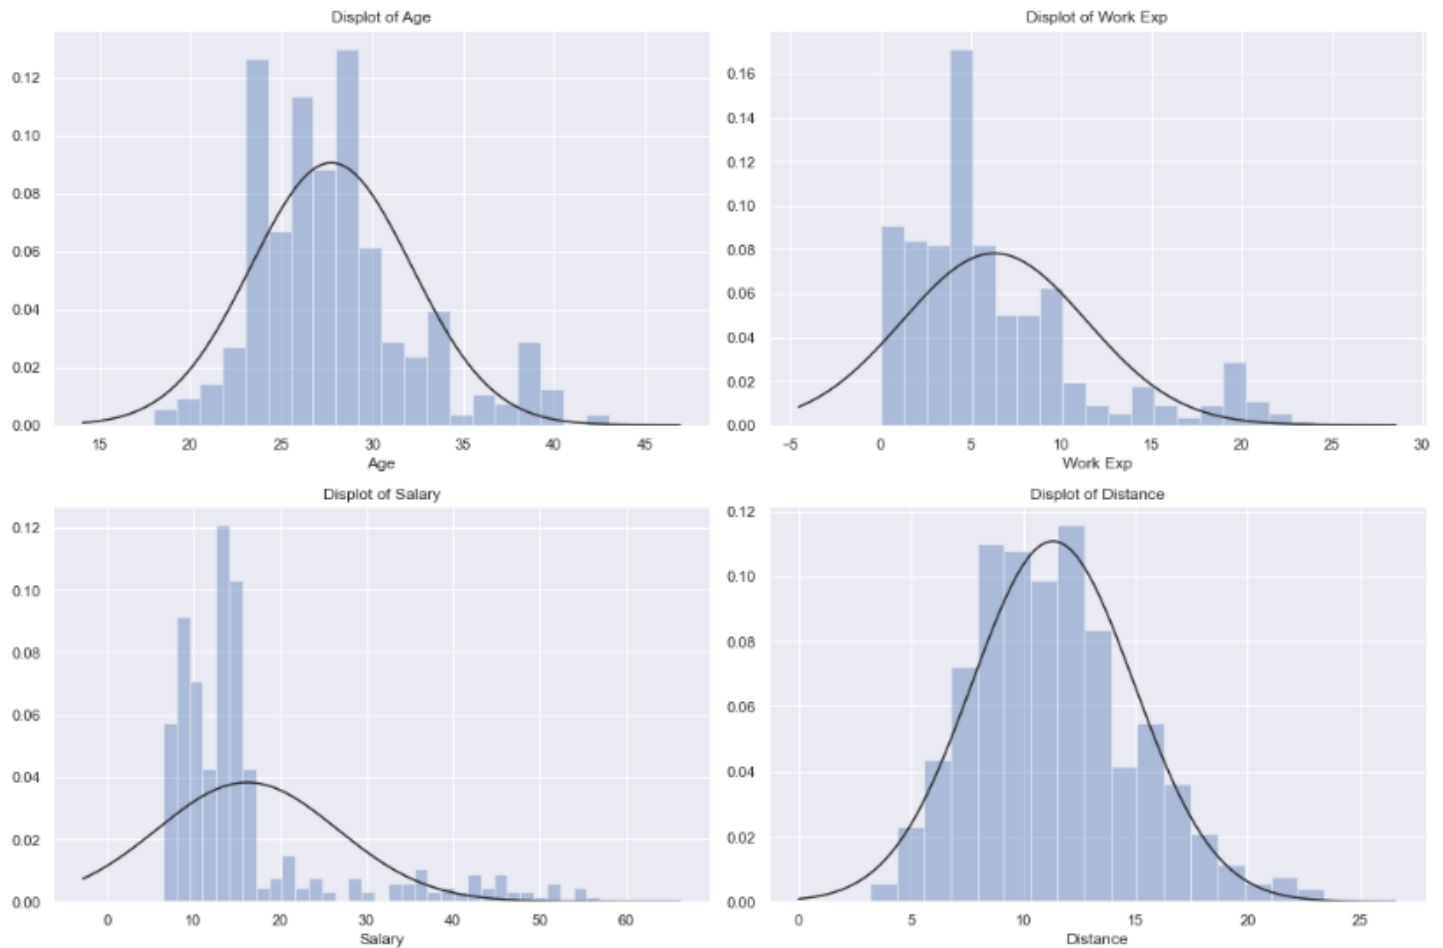 Displot of Age
0.12
0.10
0.08
0.06
0.04
0.02
0.00
15 20 25 30 35 40 45
Age
Displot of Work Exp
0.16
0.14
0.12
0.10
0.08
0.06
0.04
0.02
0.00
−5 0 5 10 15 20 25 30
Work Exp
Displot of Salary
0.12
0.10
0.08
0.06
0.04
0.02
0.00
0 10 20 30 40 50 60
Salary
Displot of Distance
0.12
0.10
0.08
0.06
0.04
0.02
0.00
0 5 10 15 20 25
Distance